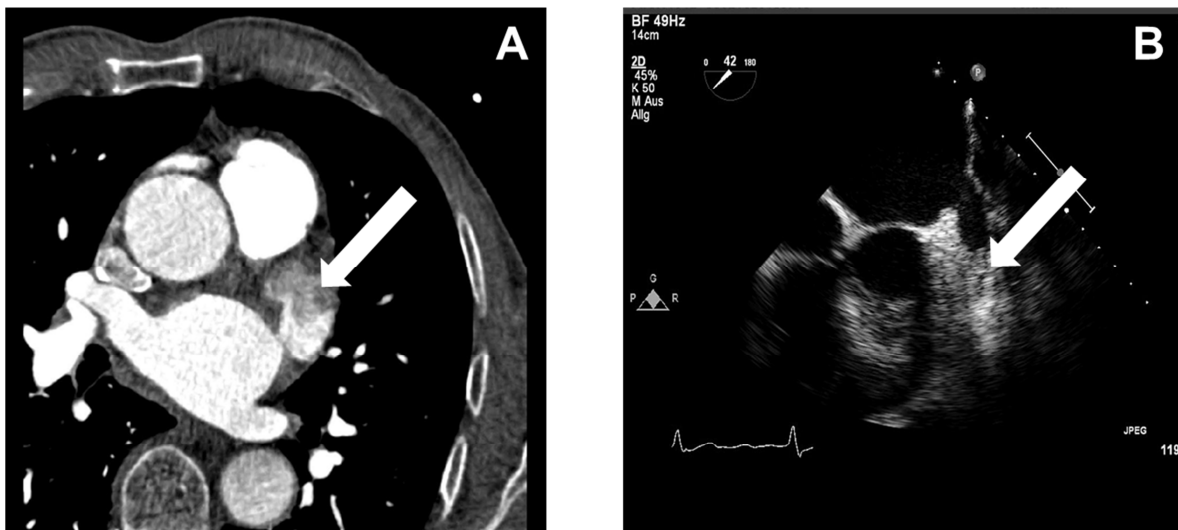 A
BF 49Hz
14cm
2D
45%
K 50
M Aus
Allg
0 42 180
P
B
G
P R
JPEG
119